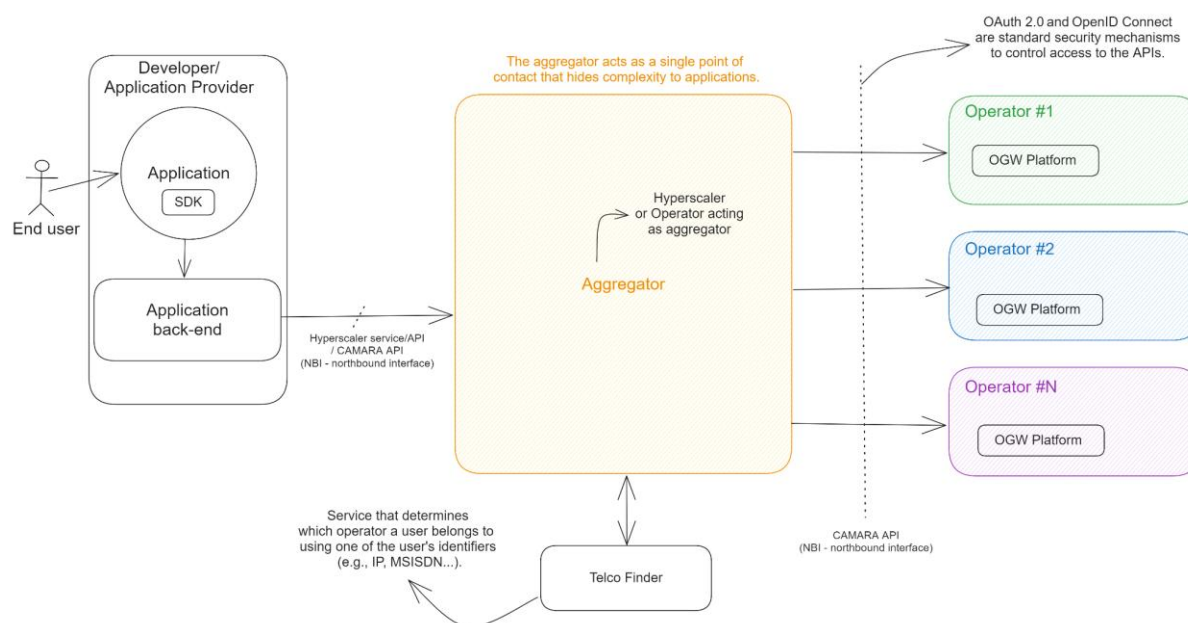 OAuth 2.0 and OpenID Connect
are standard security mechanisms
to control access to the APIs.
The aggregator acts as a single point of
contact that hides complexity to applications.
Developer/
Application Provider
Application
SDK
End user
Application
back-end
Hyperscaler service/API
/ CAMARA API
(NBI - northbound interface)
Hyperscaler
or Operator acting
as aggregator
Aggregator
Operator #1
OGW Platform
Operator #2
OGW Platform
Operator #N
OGW Platform
CAMARA API
(NBI - northbound interface)
Service that determines
which operator a user belongs to
using one of the user's identifiers
(e.g., IP, MSISDN...).
Telco Finder